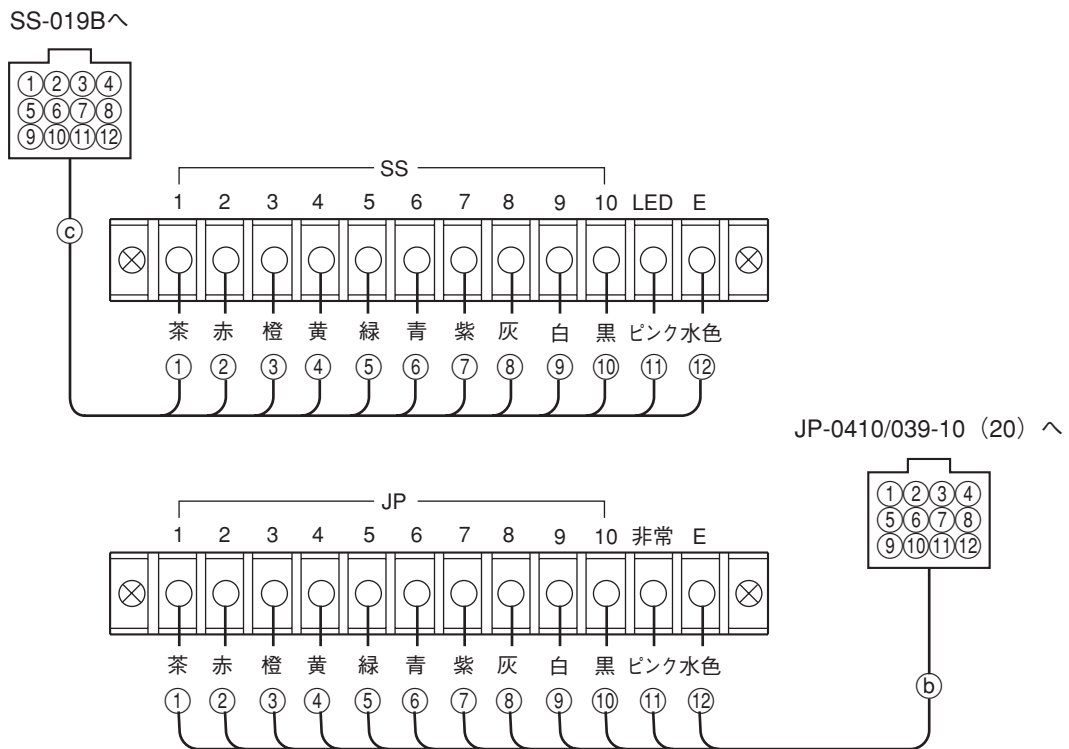 SS-019Bへ
①②③④
⑤⑥⑦⑧
⑨⑩⑪⑫
SS
1 2 3 4 5 6 7 8 9 10 LED E
ⓒ
茶 赤 橙 黄 緑 青 紫 灰 白 黒 ピンク 水色
① ② ③ ④ ⑤ ⑥ ⑦ ⑧ ⑨ ⑩ ⑪ ⑫
JP-0410/039-10（20）へ
①②③④
⑤⑥⑦⑧
⑨⑩⑪⑫
JP
1 2 3 4 5 6 7 8 9 10 非常 E
茶 赤 橙 黄 緑 青 紫 灰 白 黒 ピンク 水色
① ② ③ ④ ⑤ ⑥ ⑦ ⑧ ⑨ ⑩ ⑪ ⑫
ⓑ